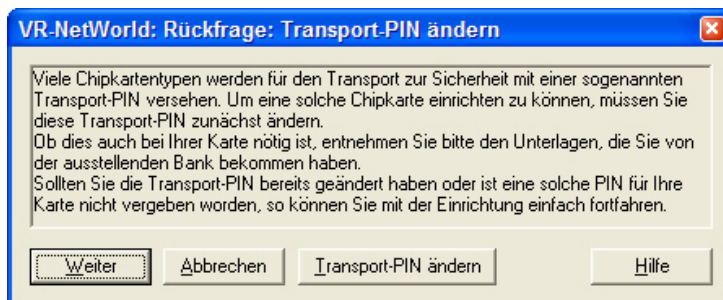 VR-NetWorld: Rückfrage: Transport-PIN ändern
Viele Chipkartentypen werden für den Transport zur Sicherheit mit einer sogenannten
Transport-PIN versehen. Um eine solche Chipkarte einrichten zu können, müssen Sie
diese Transport-PIN zunächst ändern.
Ob dies auch bei Ihrer Karte nötig ist, entnehmen Sie bitte den Unterlagen, die Sie von
der ausstellenden Bank bekommen haben.
Sollten Sie die Transport-PIN bereits geändert haben oder ist eine solche PIN für Ihre
Karte nicht vergeben worden, so können Sie mit der Einrichtung einfach fortfahren.
Weiter Abbrechen Transport-PIN ändern Hilfe